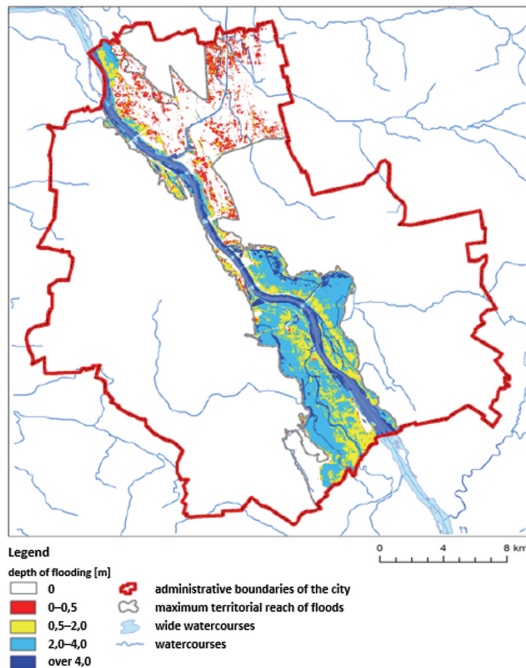 Legend
depth of flooding [m]
0
0–0,5
0,5–2,0
2,0–4,0
over 4,0
administrative boundaries of the city
maximum territorial reach of floods
wide watercourses
watercourses
0 4 8 km